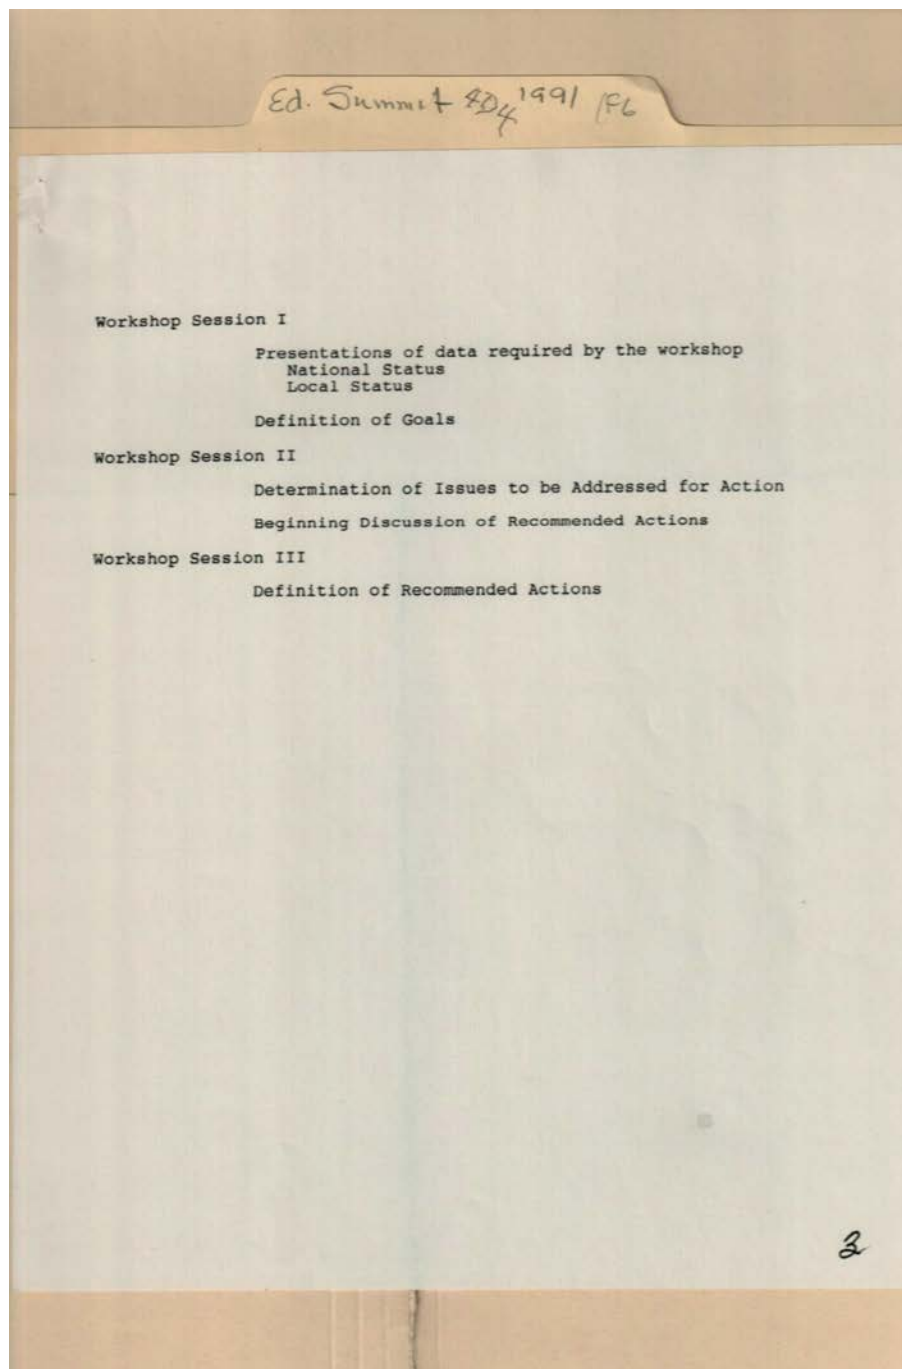 Ed. Summit 1991
Workshop Session I
Presentations of data required by the workshop
National Status
Local Status
Definition of Goals
Workshop Session II
Determination of Issues to be Addressed for Action
Beginning Discussion of Recommended Actions
Workshop Session III
Definition of Recommended Actions
3